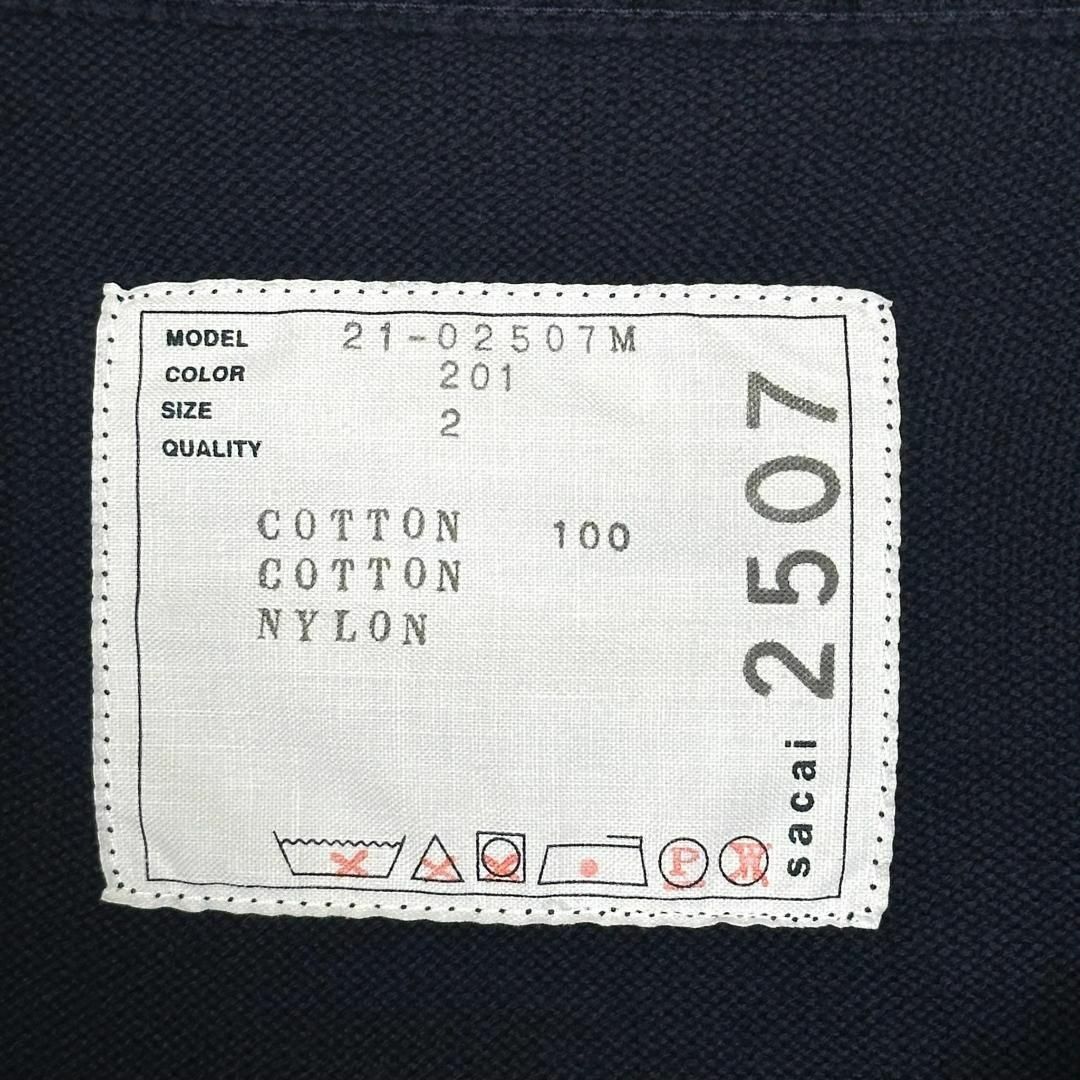 MODEL 21-02507M
COLOR 201
SIZE 2
QUALITY
COTTON 100
COTTON
NYLON
sacai 2507
P
W